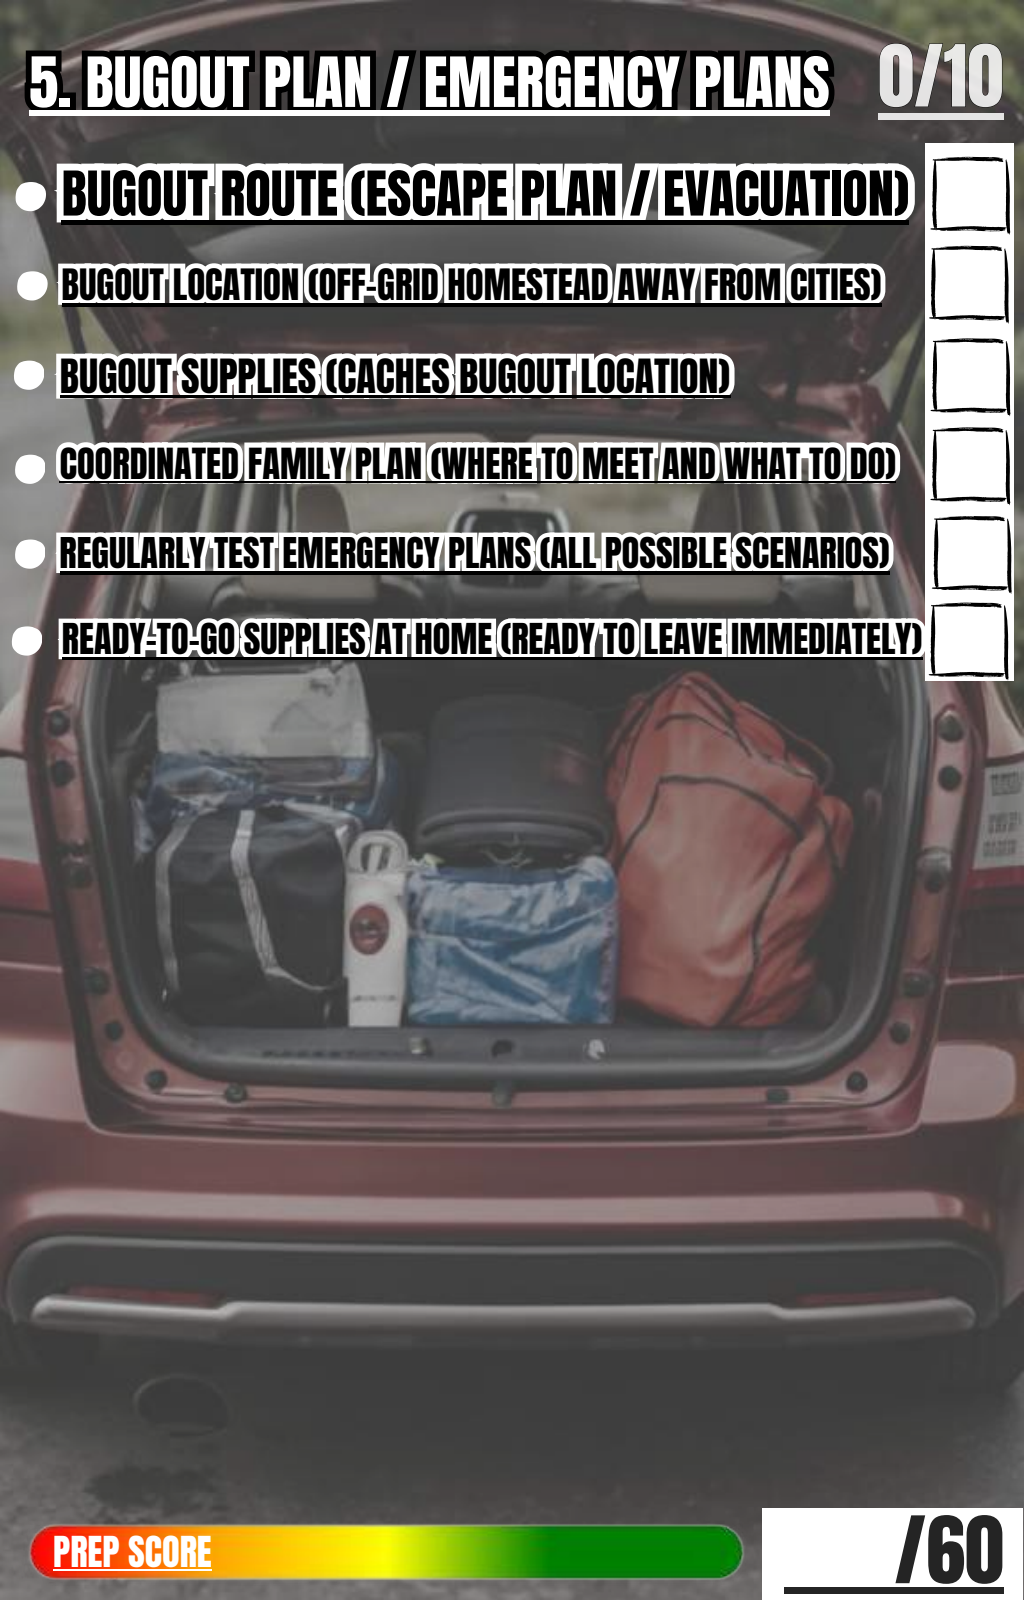 5. BUGOUT PLAN / EMERGENCY PLANS 0/10
BUGOUT ROUTE (ESCAPE PLAN / EVACUATION)
BUGOUT LOCATION (OFF-GRID HOMESTEAD AWAY FROM CITIES)
BUGOUT SUPPLIES (CACHES BUGOUT LOCATION)
COORDINATED FAMILY PLAN (WHERE TO MEET AND WHAT TO DO)
REGULARLY TEST EMERGENCY PLANS (ALL POSSIBLE SCENARIOS)
READY-TO-GO SUPPLIES AT HOME (READY TO LEAVE IMMEDIATELY)
PREP SCORE /60